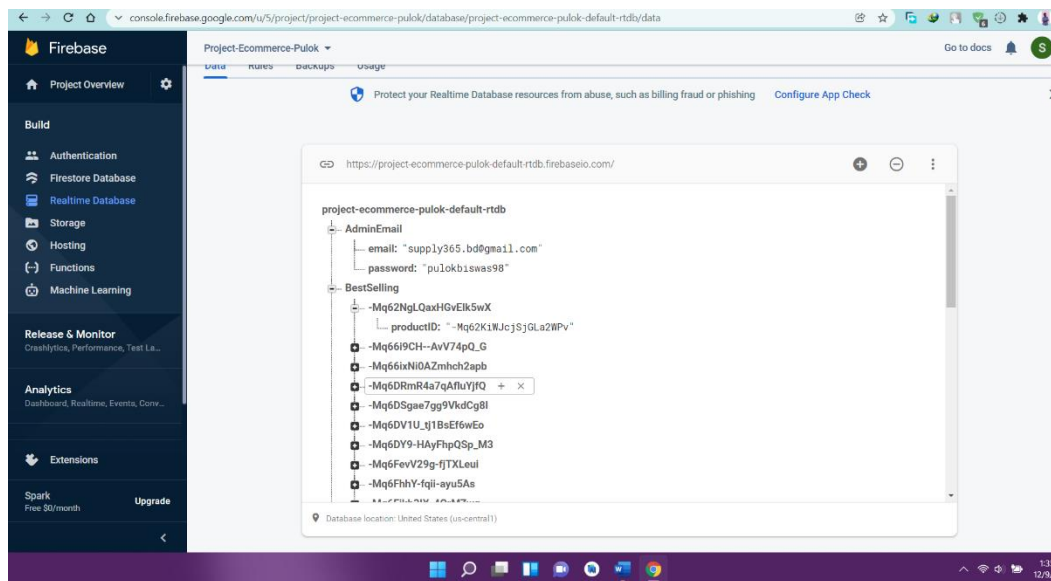 console.firebase.google.com/u/5/project/project-ecommerce-pulok/database/project-ecommerce-pulok-default-rtdb/data
Firebase
Project-Ecommerce-Pulok
Go to docs
S
Data Rules Backups Usage
Project Overview
Protect your Realtime Database resources from abuse, such as billing fraud or phishing Configure App Check
Build
Authentication
Firestore Database
Realtime Database
Storage
Hosting
Functions
Machine Learning
Release & Monitor
Crashlytics, Performance, Test La...
Analytics
Dashboard, Realtime, Events, Conv...
Extensions
Spark
Free $0/month
Upgrade
https://project-ecommerce-pulok-default-rtdb.firebaseio.com/
project-ecommerce-pulok-default-rtdb
AdminEmail
email: "supply365.bd@gmail.com"
password: "pulokbiswas98"
BestSelling
-Mq62NgLQaxHGvElk5wX
productID: "-Mq62KiWJcjSjGLa2WPv"
-Mq66I9CH--AvV74pQ_G
-Mq66ixNi0AZmhch2apb
-Mq6DRmR4a7qAfluYjfQ
-Mq6DSgae7gg9VkdCg8l
-Mq6DV1U_tj1BsEf6wEo
-Mq6DY9-HAyFhpQSp_M3
-Mq6FevV29g-fjTXLeui
-Mq6FhhY-fqii-ayu5As
Database location: United States (us-central1)